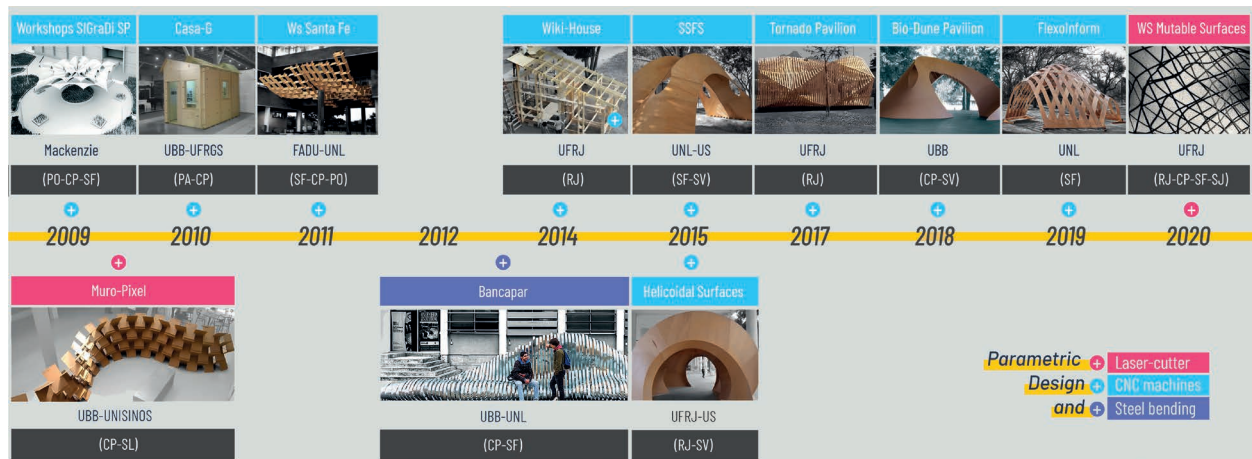 Workshops SIGraDi SP
Casa-G
Ws Santa Fe
Wiki-House
SSFS
Tornado Pavilion
Bio-Dune Pavilion
FlexoInform
WS Mutable Surfaces
Mackenzie
UBB-UFRGS
FADU-UNL
UFRJ
UNL-US
UFRJ
UBB
UNL
UFRJ
(PO-CP-SF)
(PA-CP)
(SF-CP-PO)
(RJ)
(SF-SV)
(RJ)
(CP-SV)
(SF)
(RJ-CP-SF-SJ)
2009
2010
2011
2012
2014
2015
2017
2018
2019
2020
Muro-Pixel
Bancapar
Helicoidal Surfaces
UBB-UNISINOS
UBB-UNL
UFRJ-US
(CP-SL)
(CP-SF)
(RJ-SV)
Parametric + Laser-cutter
Design + CNC machines
and + Steel bending